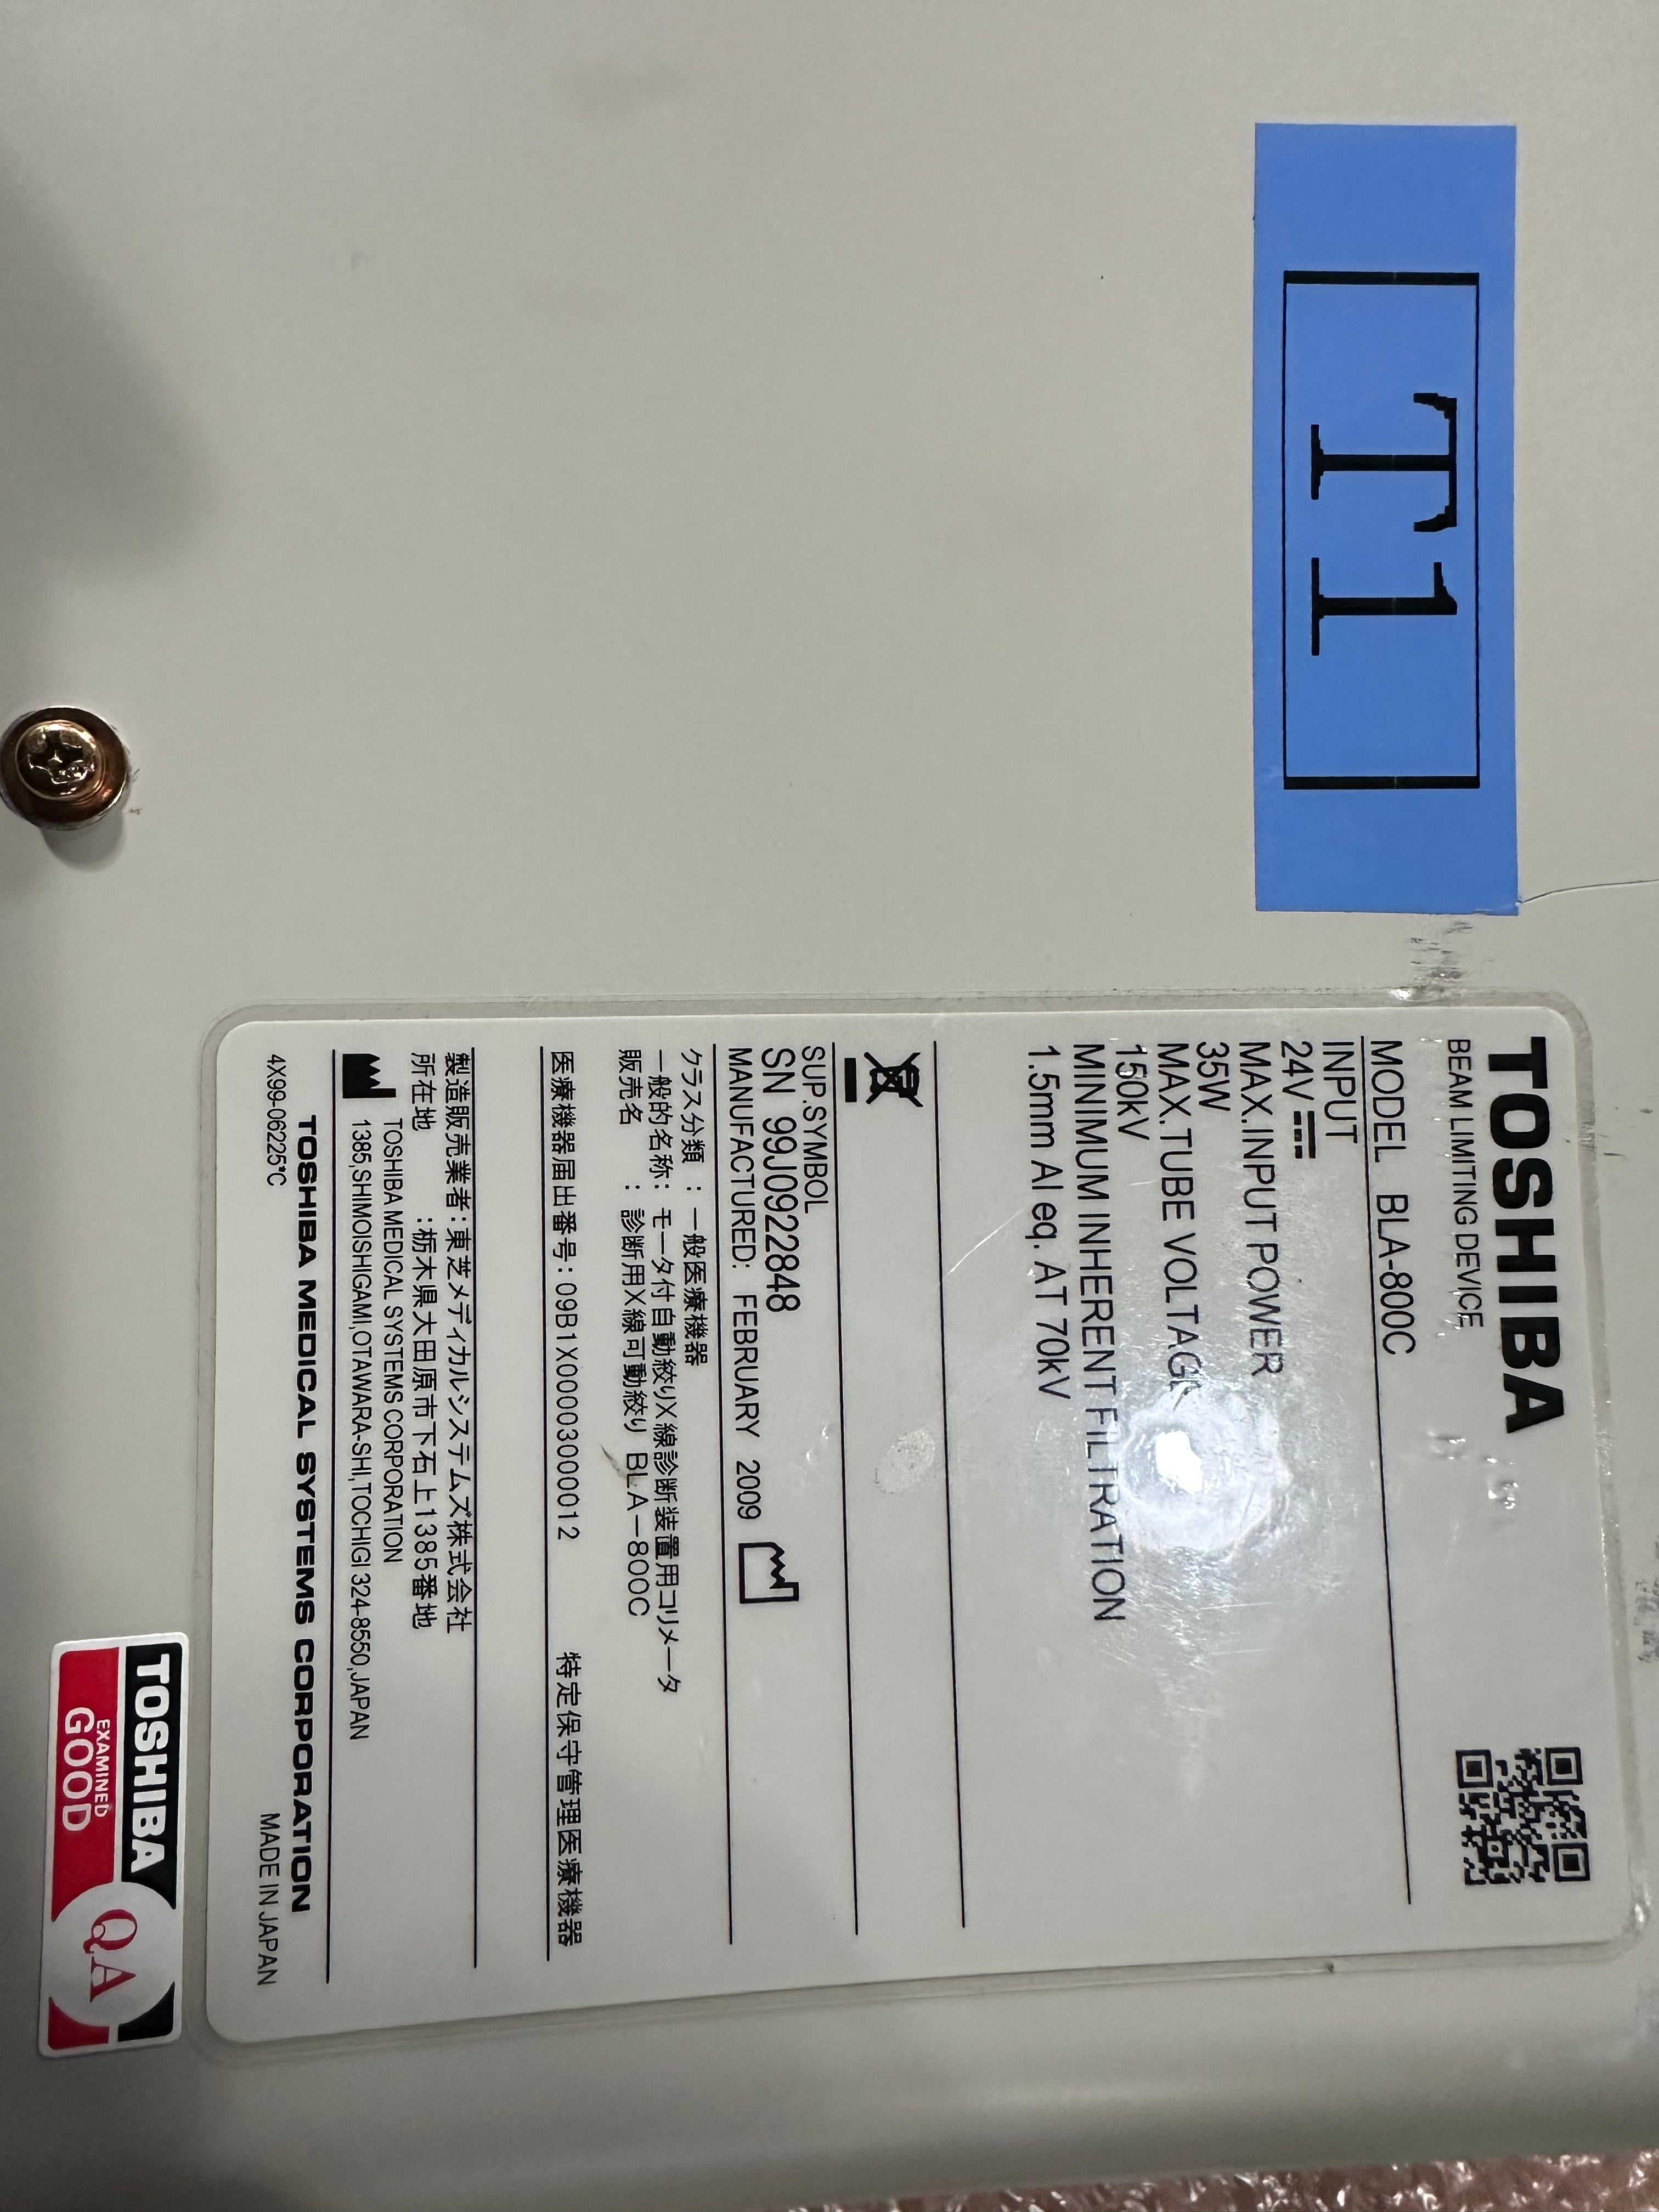 T1
TOSHIBA
BEAM LIMITING DEVICE
MODEL BLA-800C
INPUT
24V
MAX.INPUT POWER
35W
MAX.TUBE VOLTAGE
150kV
MINIMUM INHERENT FILTRATION
1.5mm Al eq. AT 70kV
SUP.SYMBOL
SN 99J0922848
MANUFACTURED: FEBRUARY 2009
クラス分類 : 一般医療機器
一般的名称: モータ付自動絞りX線診断装置用コリメータ
販売名 : 診断用X線可動絞り BLA-800C
医療機器届出番号: 09B1X00003000012 特定保守管理医療機器
製造販売業者:東芝メディカルシステムズ株式会社
所在地 :栃木県大田原市下石上1385番地
TOSHIBA MEDICAL SYSTEMS CORPORATION
1385,SHIMOISHIGAMI,OTAWARA-SHI,TOCHIGI 324-8550,JAPAN
TOSHIBA MEDICAL SYSTEMS CORPORATION
4X99-06225*C MADE IN JAPAN
TOSHIBA
EXAMINED
GOOD
QA